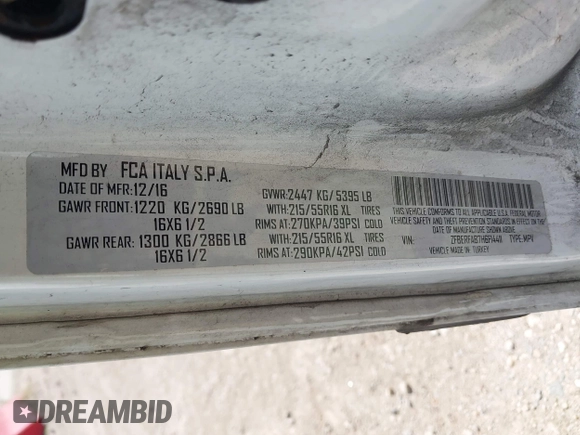 MFD BY FCA ITALY S.P.A.
DATE OF MFR: 12/16
GAWR FRONT: 1220 KG/2690 LB
16X6 1/2
GAWR REAR: 1300 KG/2866 LB
16X6 1/2
GVWR: 2447 KG/ 5395 LB
WITH: 215/55R16 XL TIRES
RIMS AT: 270KPA/39PSI COLD
WITH: 215/55R16 XL TIRES
RIMS AT: 290KPA/42PSI COLD
THIS VEHICLE CONFORMS TO ALL APPLICABLE U.S.A. FEDERAL MOTOR
VEHICLE SAFETY STANDARDS IN EFFECT ON THE
DATE OF MANUFACTURE SHOWN ABOVE.
VIN: TYPE: MPV
VEHICLE MADE IN: TURKEY
DREAMBID